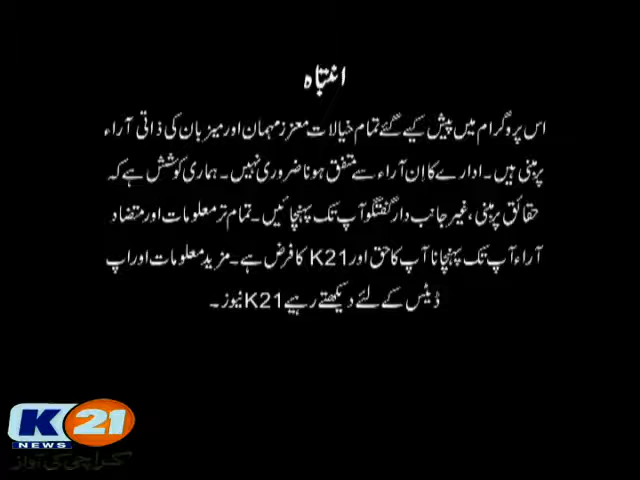 انتباہ
اس پروگرام میں پیش کیے گئے تمام خیالات معزز مہمان اور میزبان کی ذاتی آراء
پر مبنی ہیں۔ ادارے کا اِن آراء سے متفق ہونا ضروری نہیں۔ ہماری کوشش ہے کہ
حقائق پر مبنی، غیر جانب دار گفتگو آپ تک پہنچائیں۔ تمام تر معلومات اور متضاد
آراء آپ تک پہنچانا آپ کا حق اور K21 کا فرض ہے۔ مزید معلومات اور اپ
ڈیٹس کے لئے دیکھتے رہیے K21 نیوز۔
K21
NEWS
کراچی کی آواز